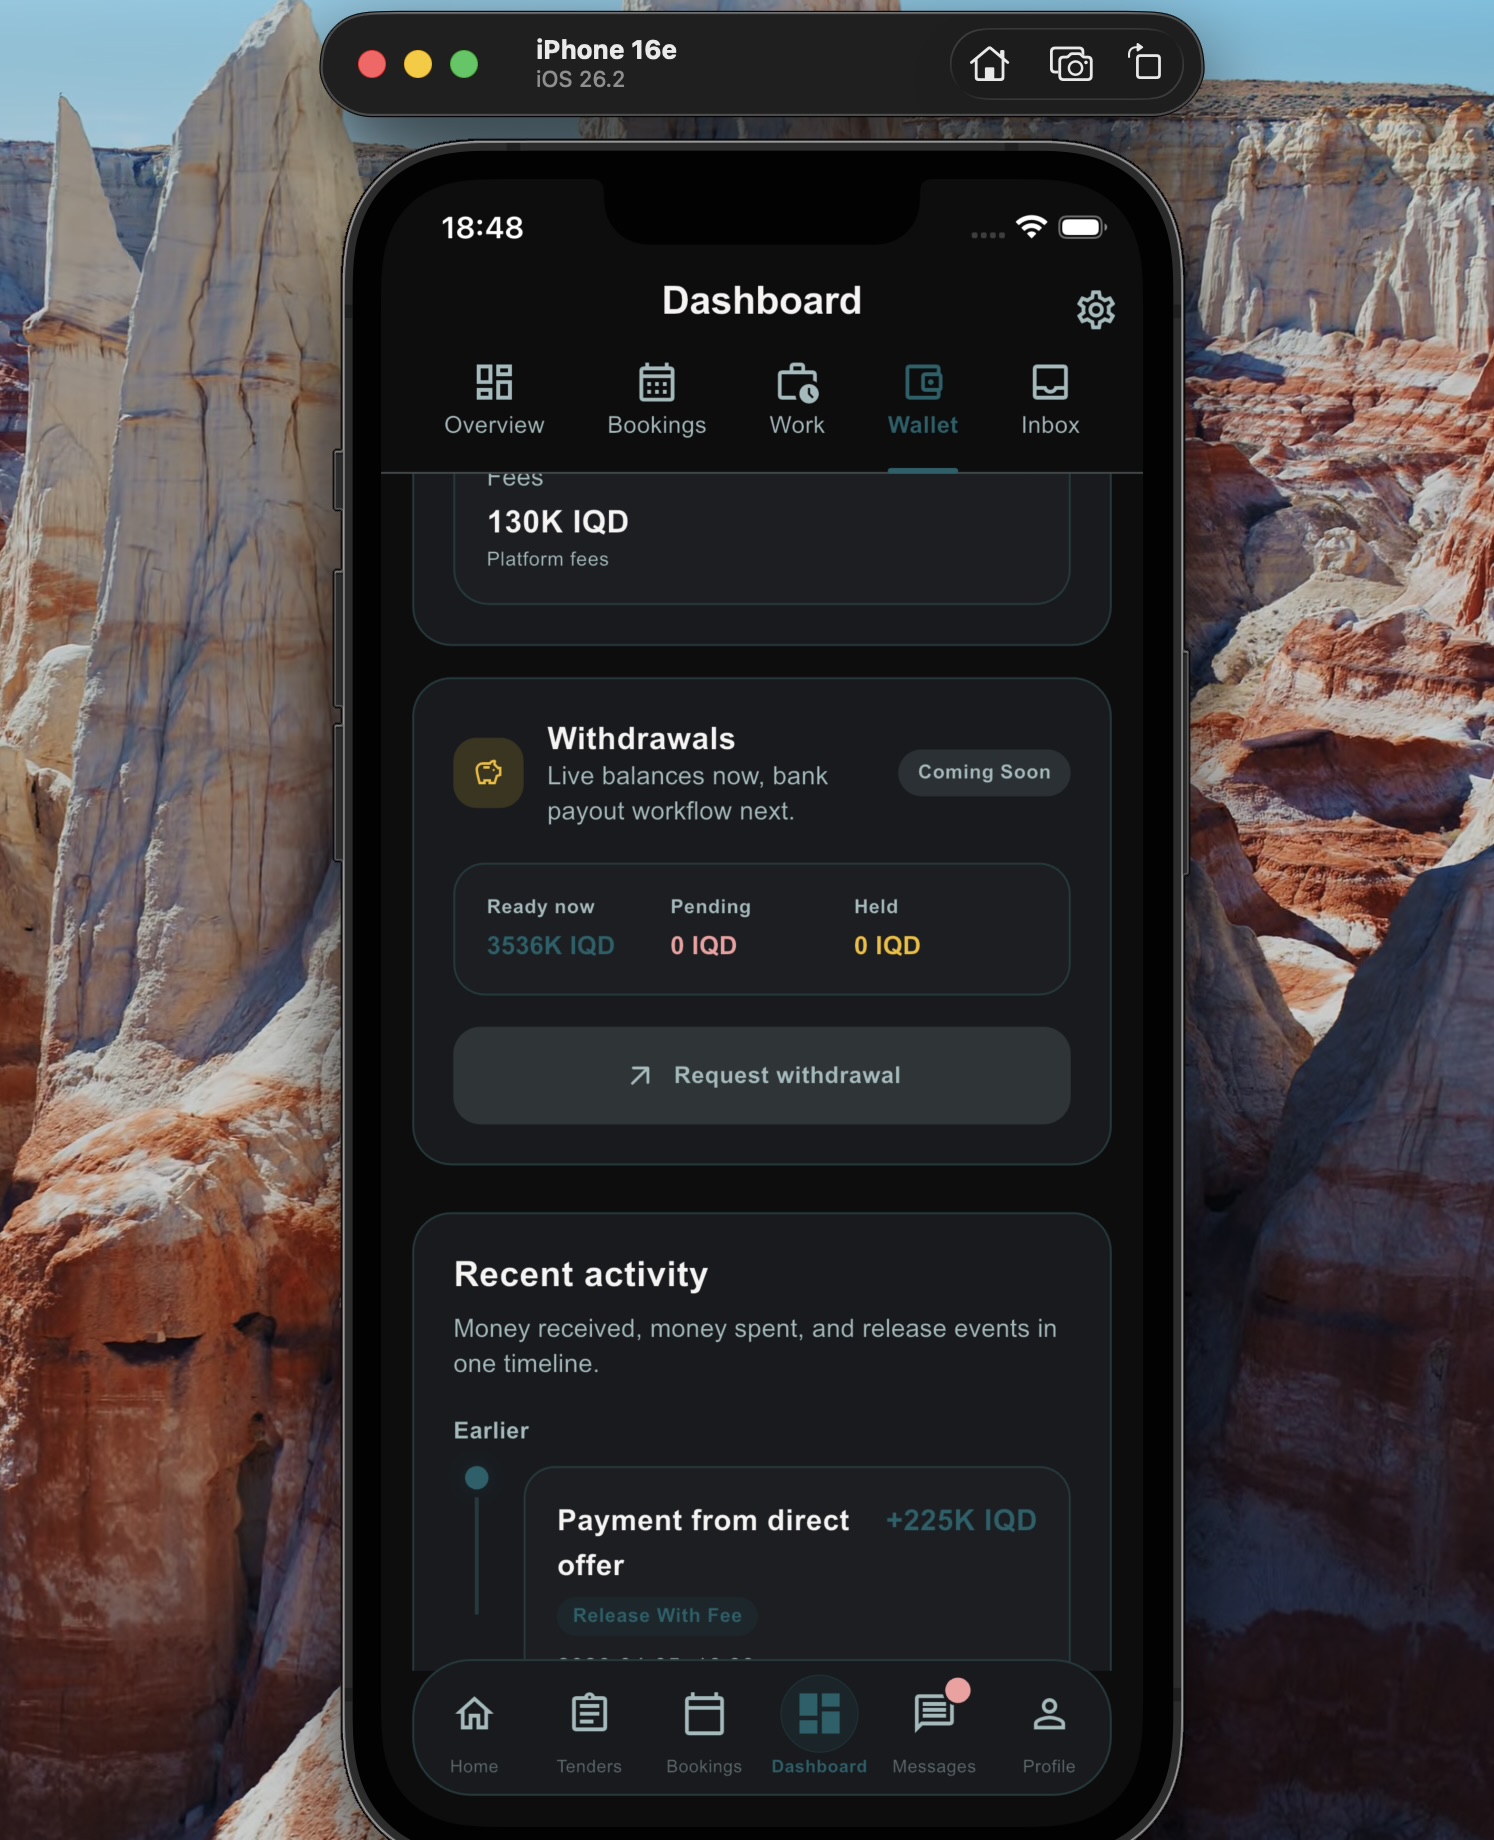 iPhone 16e
iOS 26.2
18:48
Dashboard
Overview
Bookings
Work
Wallet
Inbox
Fees
130K IQD
Platform fees
Withdrawals
Live balances now, bank
payout workflow next.
Coming Soon
Ready now
Pending
Held
3536K IQD
0 IQD
0 IQD
Request withdrawal
Recent activity
Money received, money spent, and release events in
one timeline.
Earlier
Payment from direct
offer
+225K IQD
Release With Fee
Home
Tenders
Bookings
Dashboard
Messages
Profile